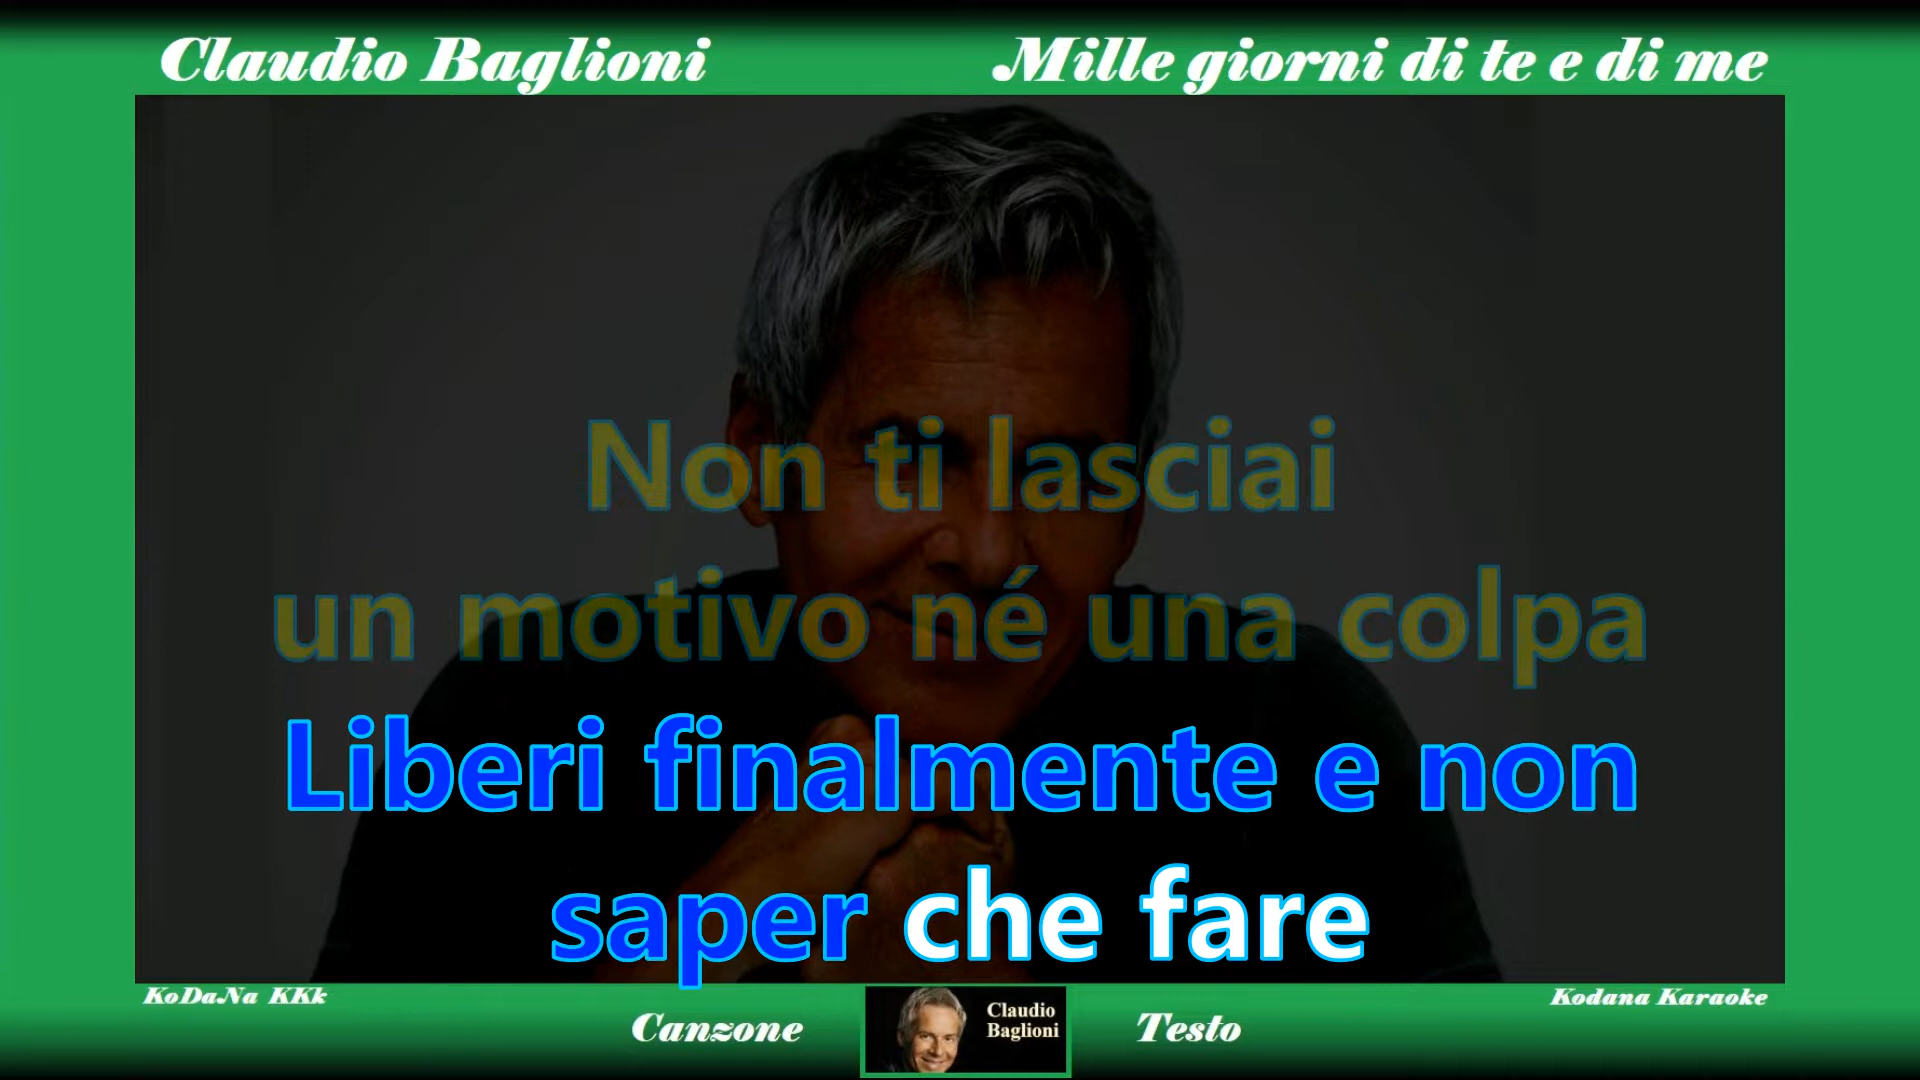 Claudio Baglioni
Mille giorni di te e di me
Non ti lasciai
un motivo né una colpa
Liberi finalmente e non
saper che fare
KoDaNa KKk
Kodana Karaoke
Canzone
Claudio
Baglioni
Testo